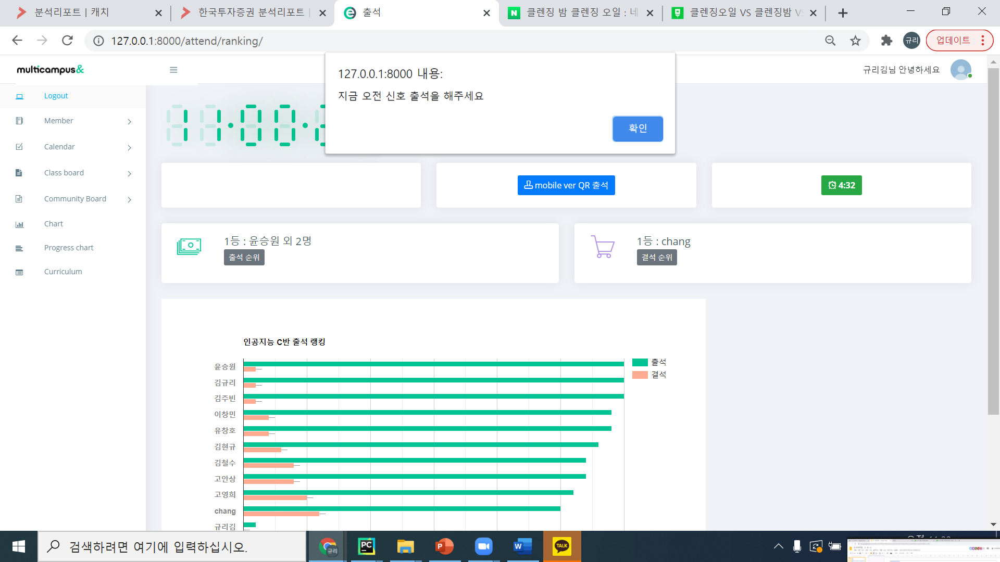 분석리포트 | 캐치
한국투자증권 분석리포트 |
출석
클렌징 밤 클렌징 오일 : 네
클렌징오일 VS 클렌징밤 VS
127.0.0.1:8000/attend/ranking/
규리
업데이트
multicampus&
127.0.0.1:8000 내용:
지금 오전 신호 출석을 해주세요
확인
규리김님 안녕하세요
Logout
Member
Calendar
Class board
Community Board
Chart
Progress chart
Curriculum
mobile ver QR 출석
4:32
1등 : 윤승원 외 2명
출석 순위
1등 : chang
결석 순위
인공지능 C반 출석 랭킹
출석
결석
윤승원
김규리
김주빈
이창민
유창호
김현규
김철수
고안상
고영희
chang
규리김
검색하려면 여기에 입력하십시오.
규리
PC
P
W
TALK